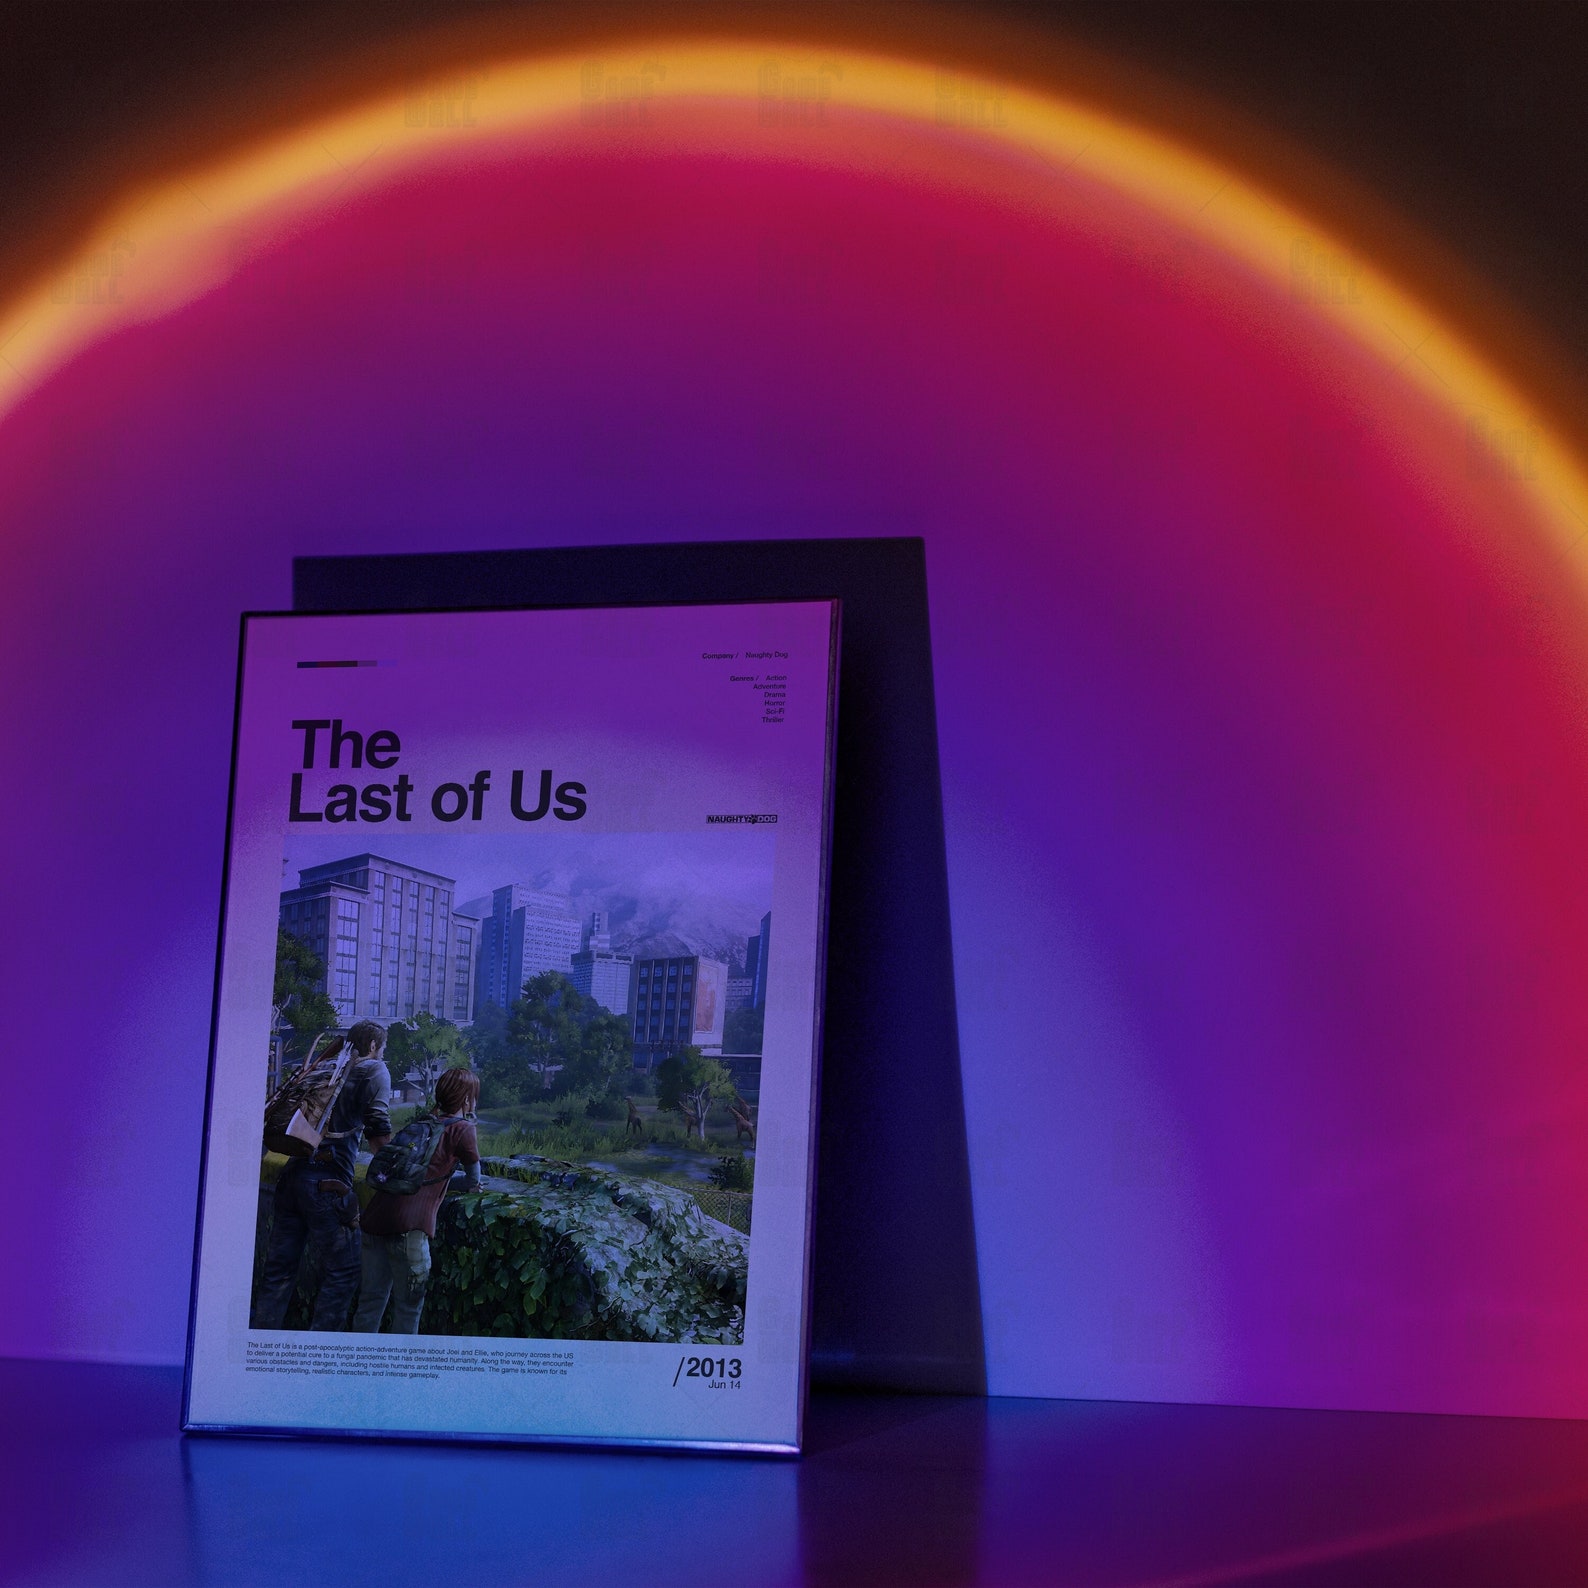 Company / Naughty Dog
Genres / Action
Adventure
Drama
Horror
Sci-Fi
Thriller
The
Last of Us
NAUGHTY DOG
The Last of Us is a post-apocalyptic action-adventure game about Joel and Ellie, who journey across the US
to deliver a potential cure to a fungal pandemic that has devastated humanity. Along the way, they encounter
various obstacles and dangers, including hostile humans and infected creatures. The game is known for its
emotional storytelling, realistic characters, and intense gameplay.
/2013
Jun 14